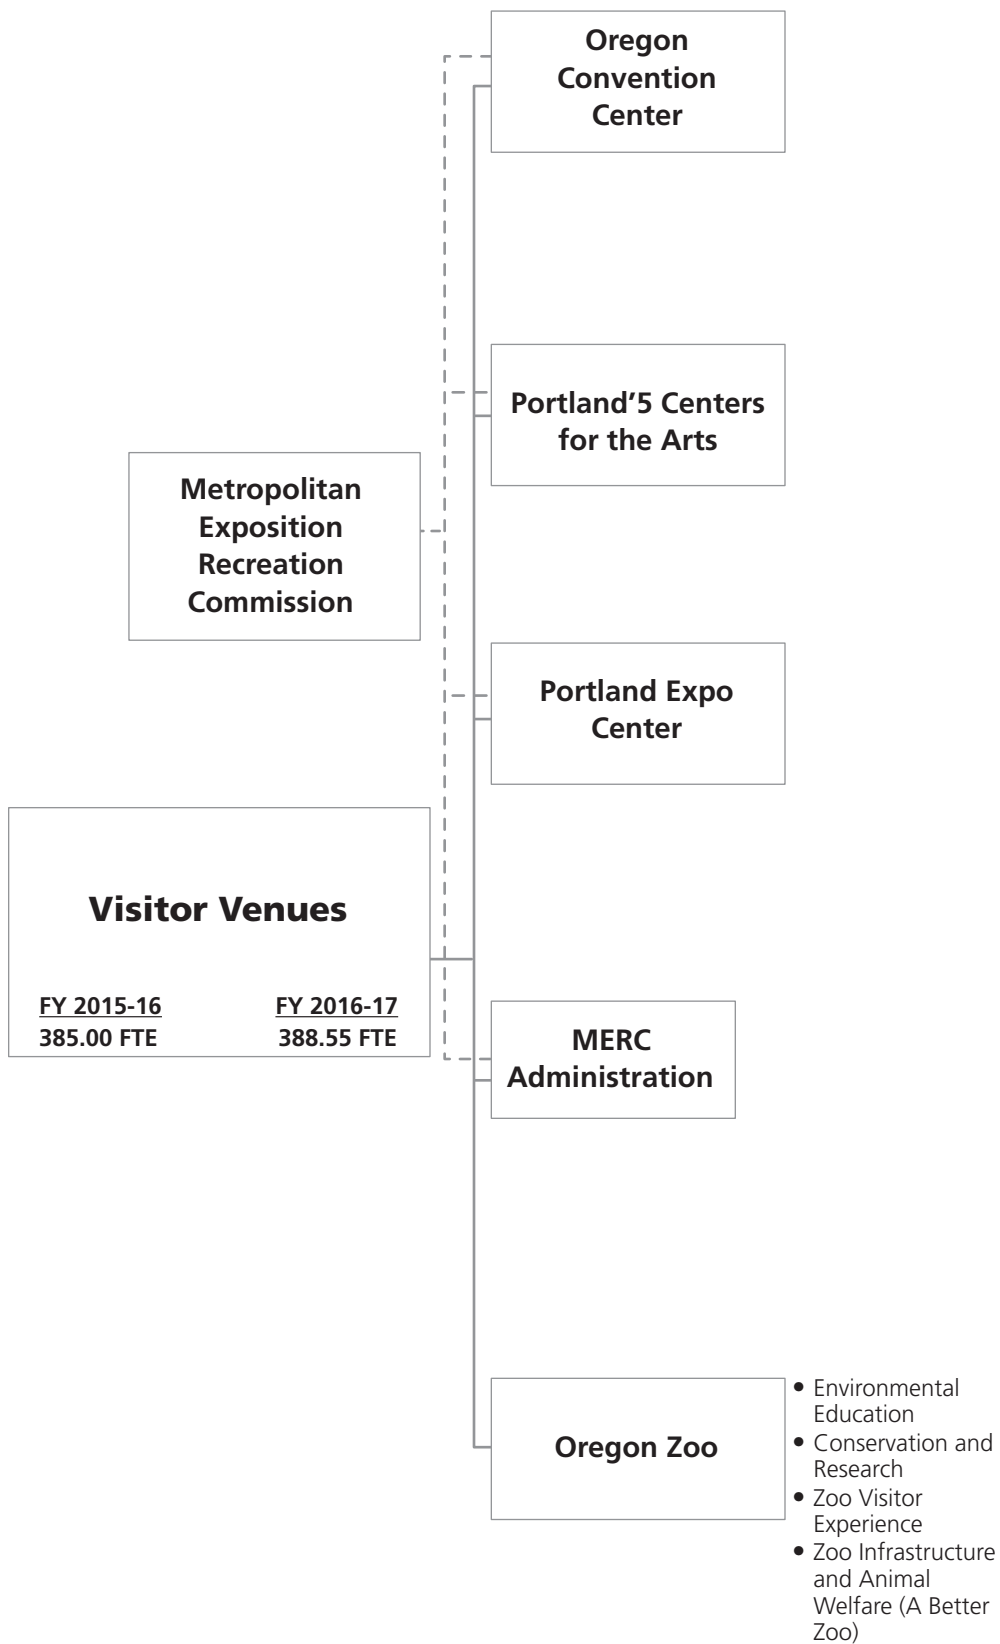 Oregon
Convention
Center
Portland’5 Centers
for the Arts
Metropolitan
Exposition
Recreation
Commission
Portland Expo
Center
Visitor Venues
FY 2015-16 FY 2016-17
385.00 FTE 388.55 FTE
MERC
Administration
Oregon Zoo
• Environmental
Education
• Conservation and
Research
• Zoo Visitor
Experience
• Zoo Infrastructure
and Animal
Welfare (A Better
Zoo)